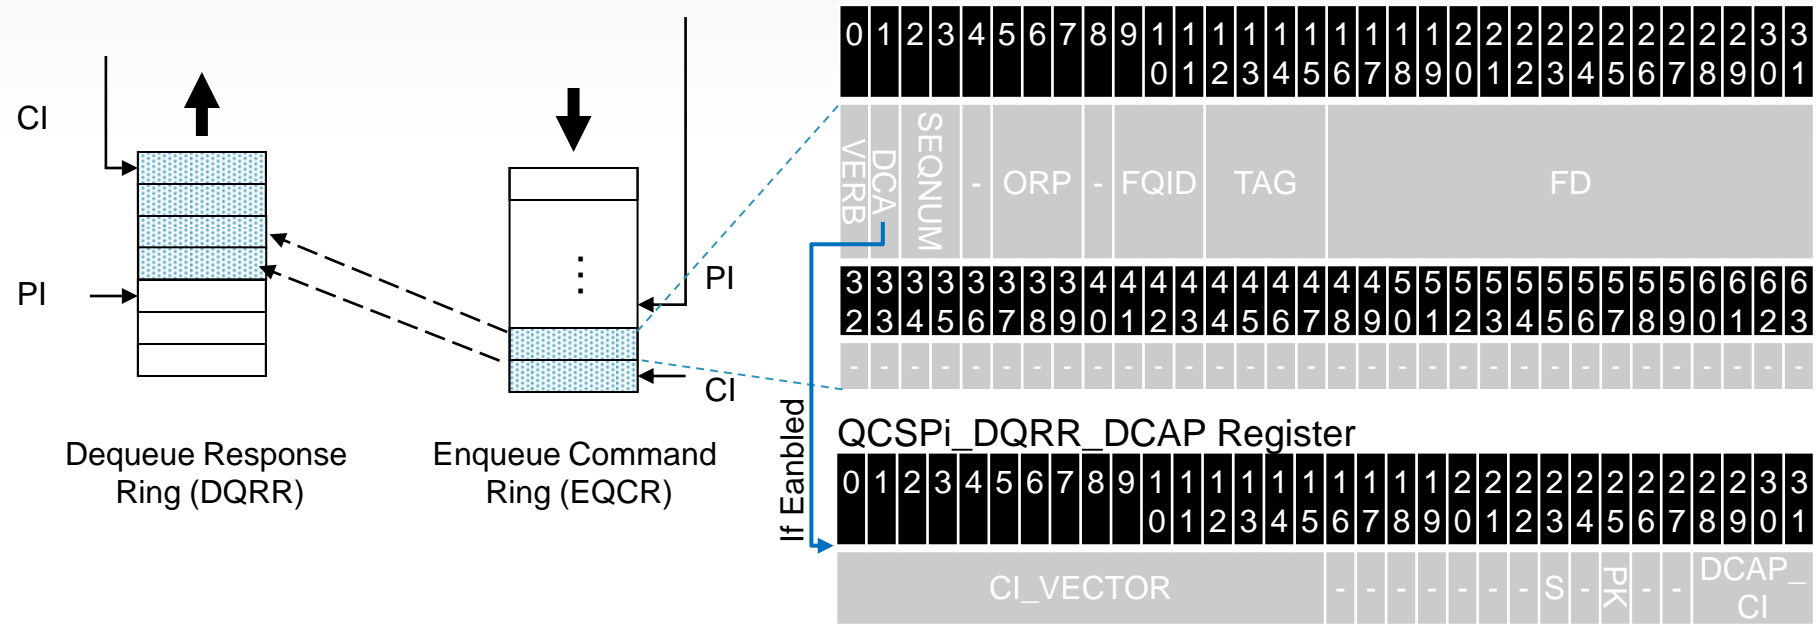 CI
PI
Dequeue Response
Ring (DQRR)
⋮
PI
CI
Enqueue Command
Ring (EQCR)
0 1 2 3 4 5 6 7 8 9 10 11 12 13 14 15 16 17 18 19 20 21 22 23 24 25 26 27 28 29 30 31
VERB DCA SEQNUM - ORP - FQID TAG FD
32 33 34 35 36 37 38 39 40 41 42 43 44 45 46 47 48 49 50 51 52 53 54 55 56 57 58 59 60 61 62 63
- - - - - - - - - - - - - - - - - - - - - - - - - - - - - - - -
If Eanbled
QCSPi_DQRR_DCAP Register
0 1 2 3 4 5 6 7 8 9 10 11 12 13 14 15 16 17 18 19 20 21 22 23 24 25 26 27 28 29 30 31
CI_VECTOR - - - - - - - S - PK - - DCAP_
CI